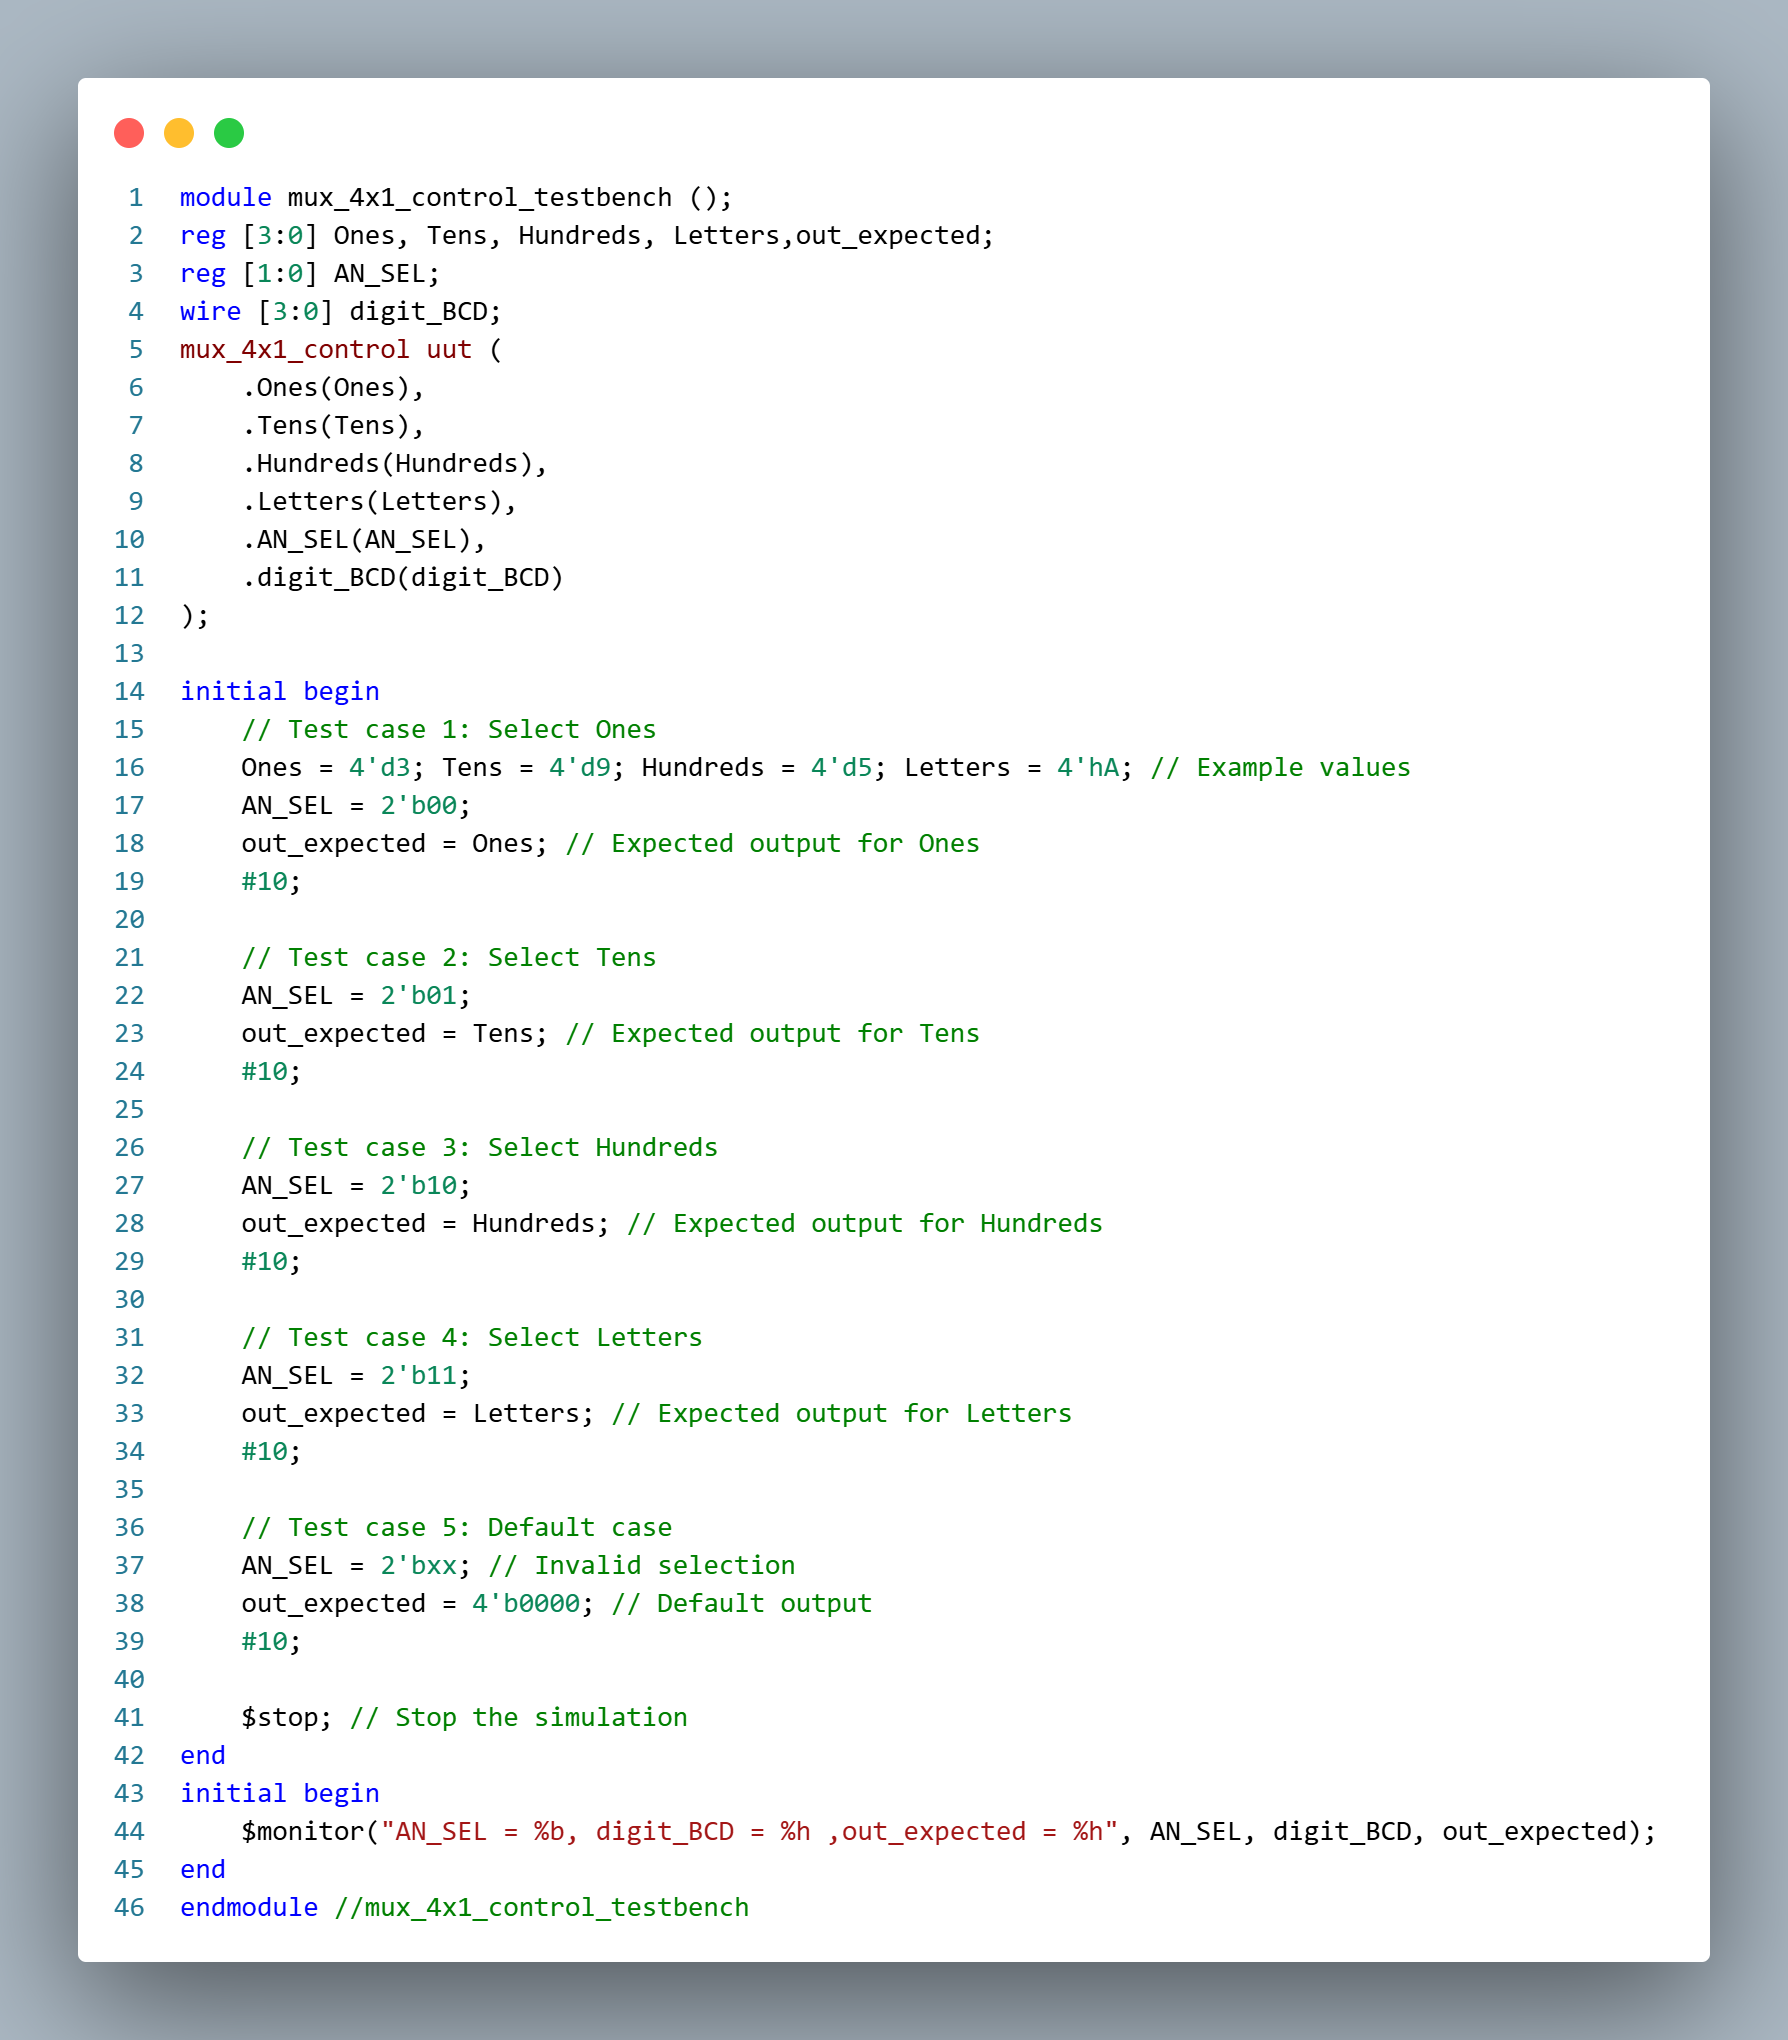 1 module mux_4x1_control_testbench ();
2 reg [3:0] Ones, Tens, Hundreds, Letters,out_expected;
3 reg [1:0] AN_SEL;
4 wire [3:0] digit_BCD;
5 mux_4x1_control uut (
6     .Ones(Ones),
7     .Tens(Tens),
8     .Hundreds(Hundreds),
9     .Letters(Letters),
10     .AN_SEL(AN_SEL),
11     .digit_BCD(digit_BCD)
12 );
13
14 initial begin
15     // Test case 1: Select Ones
16     Ones = 4'd3; Tens = 4'd9; Hundreds = 4'd5; Letters = 4'hA; // Example values
17     AN_SEL = 2'b00;
18     out_expected = Ones; // Expected output for Ones
19     #10;
20
21     // Test case 2: Select Tens
22     AN_SEL = 2'b01;
23     out_expected = Tens; // Expected output for Tens
24     #10;
25
26     // Test case 3: Select Hundreds
27     AN_SEL = 2'b10;
28     out_expected = Hundreds; // Expected output for Hundreds
29     #10;
30
31     // Test case 4: Select Letters
32     AN_SEL = 2'b11;
33     out_expected = Letters; // Expected output for Letters
34     #10;
35
36     // Test case 5: Default case
37     AN_SEL = 2'bxx; // Invalid selection
38     out_expected = 4'b0000; // Default output
39     #10;
40
41     $stop; // Stop the simulation
42 end
43 initial begin
44     $monitor("AN_SEL = %b, digit_BCD = %h ,out_expected = %h", AN_SEL, digit_BCD, out_expected);
45 end
46 endmodule //mux_4x1_control_testbench